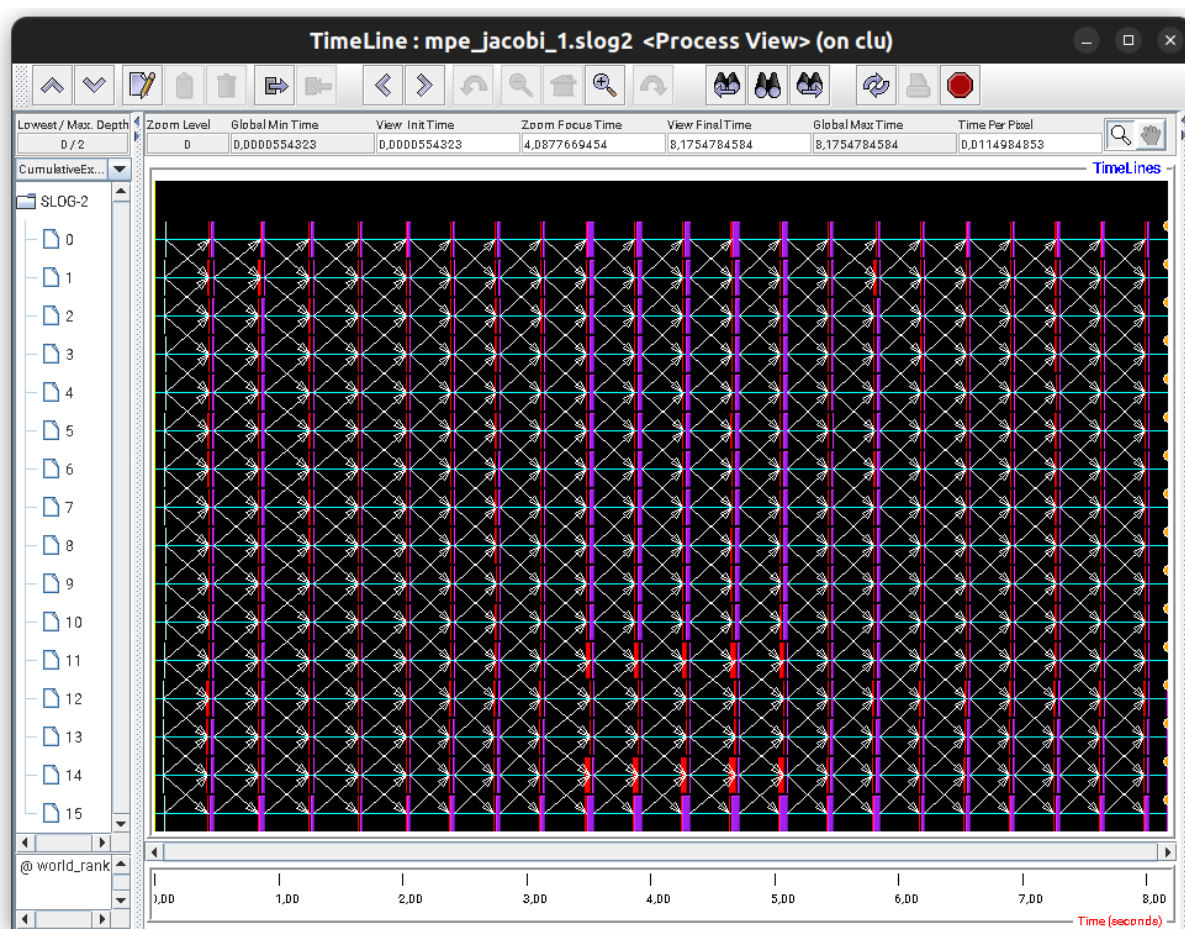 TimeLine : mpe_jacobi_1.slog2 <Process View> (on clu)
Lowest / Max. Depth Zoom Level Global Min Time View Init Time Zoom Focus Time View Final Time Global Max Time Time Per Pixel
0 / 2 0 0,0000554323 0,0000554323 4,0877669454 8,1754784584 8,1754784584 0,0114984853
CumulativeEx...
TimeLines
SLOG-2
0
1
2
3
4
5
6
7
8
9
10
11
12
13
14
15
@ world_rank
),00 1,00 2,00 3,00 4,00 5,00 6,00 7,00 8,00
Time (seconds)